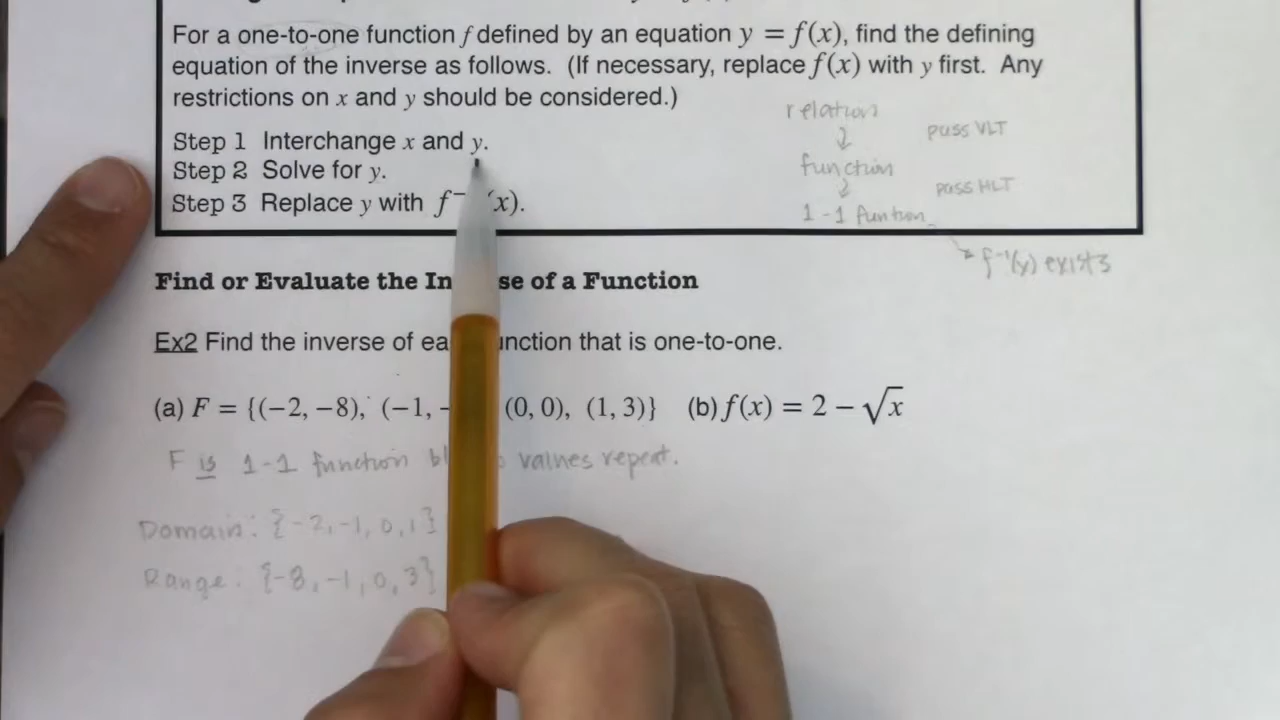 For a one-to-one function f defined by an equation y = f(x), find the defining
equation of the inverse as follows. (If necessary, replace f(x) with y first. Any
restrictions on x and y should be considered.)
Step 1 Interchange x and y.
Step 2 Solve for y.
Step 3 Replace y with f⁻ (x).
relation
↓
function
↓
1-1 funtion
pass VLT
pass HLT
f⁻¹(y) exists
Find or Evaluate the In se of a Function
Ex2 Find the inverse of ea unction that is one-to-one.
(a) F = {(−2, −8), (−1, − (0, 0), (1, 3)} (b) f(x) = 2 − √x
F is 1-1 function values repeat.
Domain: {-2,-1,0,1}
Range: {-8,-1,0,3}